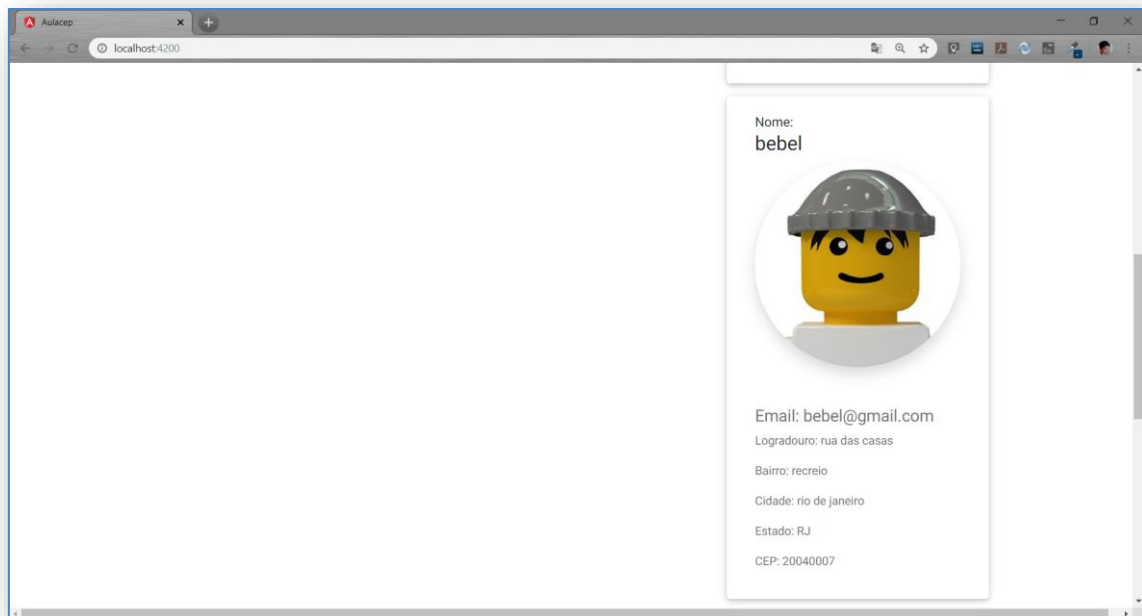 Aulacep
localhost:4200
Nome:
bebel
Email: bebel@gmail.com
Logradouro: rua das casas
Bairro: recreio
Cidade: rio de janeiro
Estado: RJ
CEP: 20040007